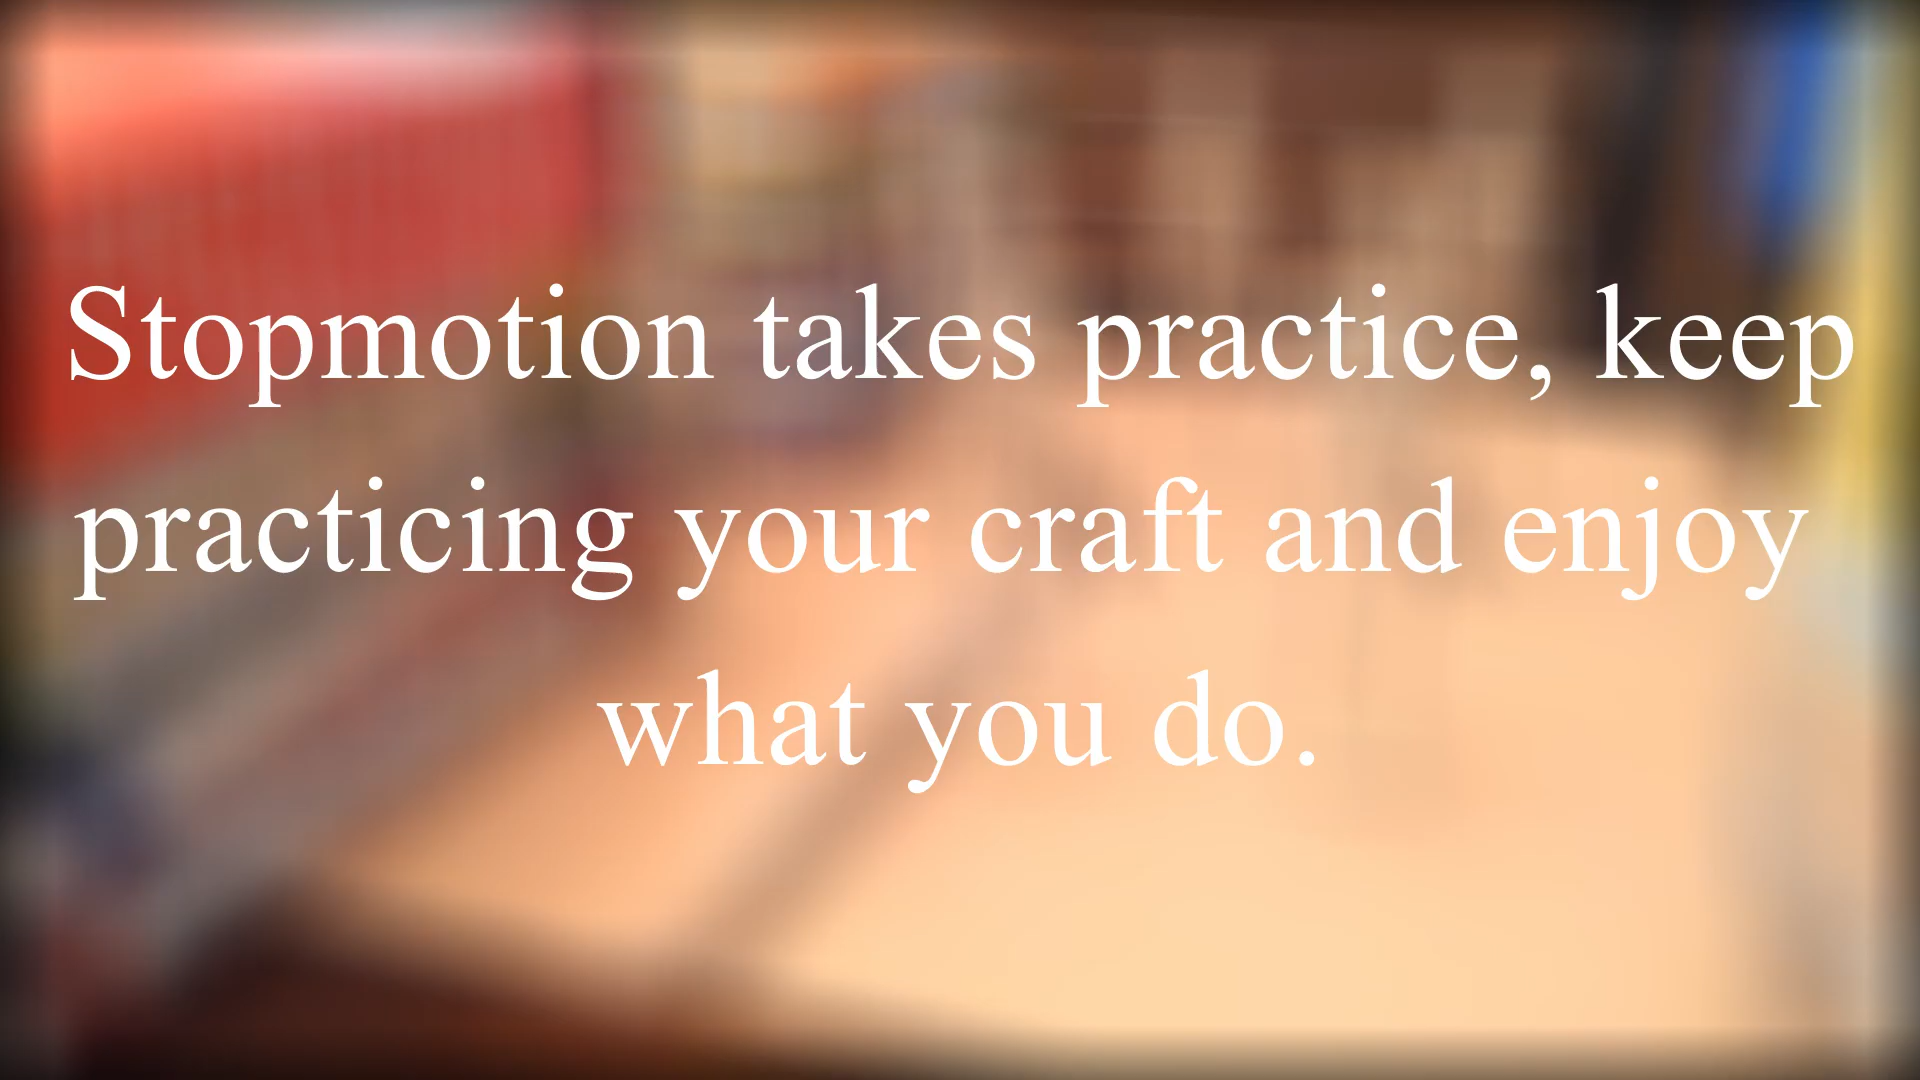 Stopmotion takes practice, keep
practicing your craft and enjoy
what you do.